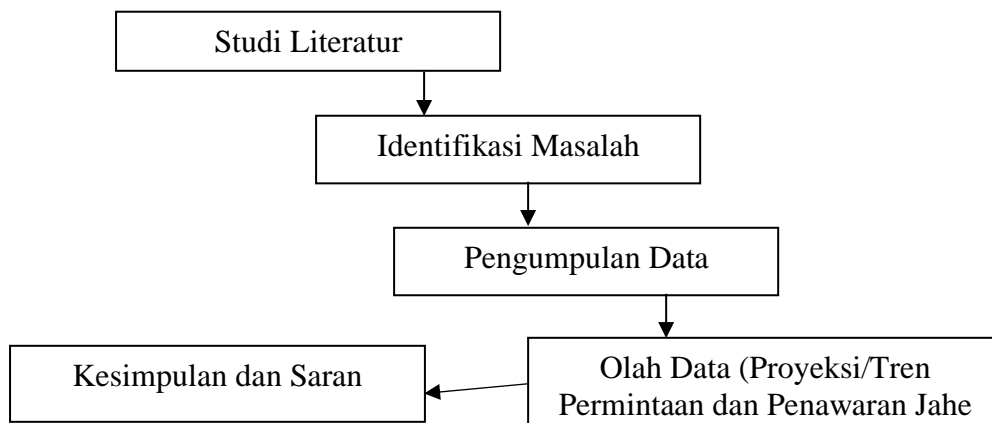 Studi Literatur
Identifikasi Masalah
Pengumpulan Data
Olah Data (Proyeksi/Tren
Permintaan dan Penawaran Jahe
Kesimpulan dan Saran